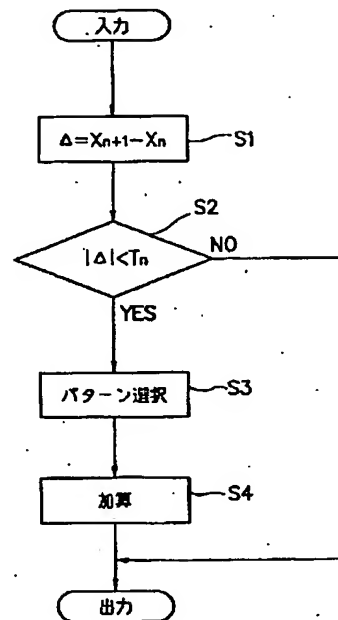 入力
Δ=Xn+1−Xn
S1
S2
|Δ|<Tn
NO
YES
パターン選択
S3
加算
S4
出力